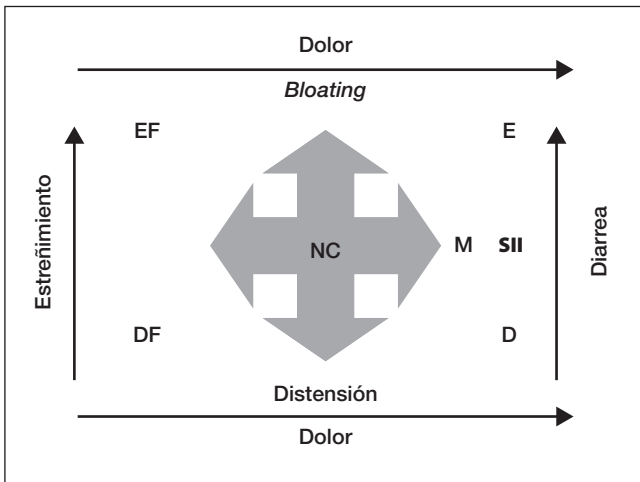 Dolor
Bloating
EF
E
Estreñimiento
NC
M
SII
Diarrea
DF
D
Distensión
Dolor